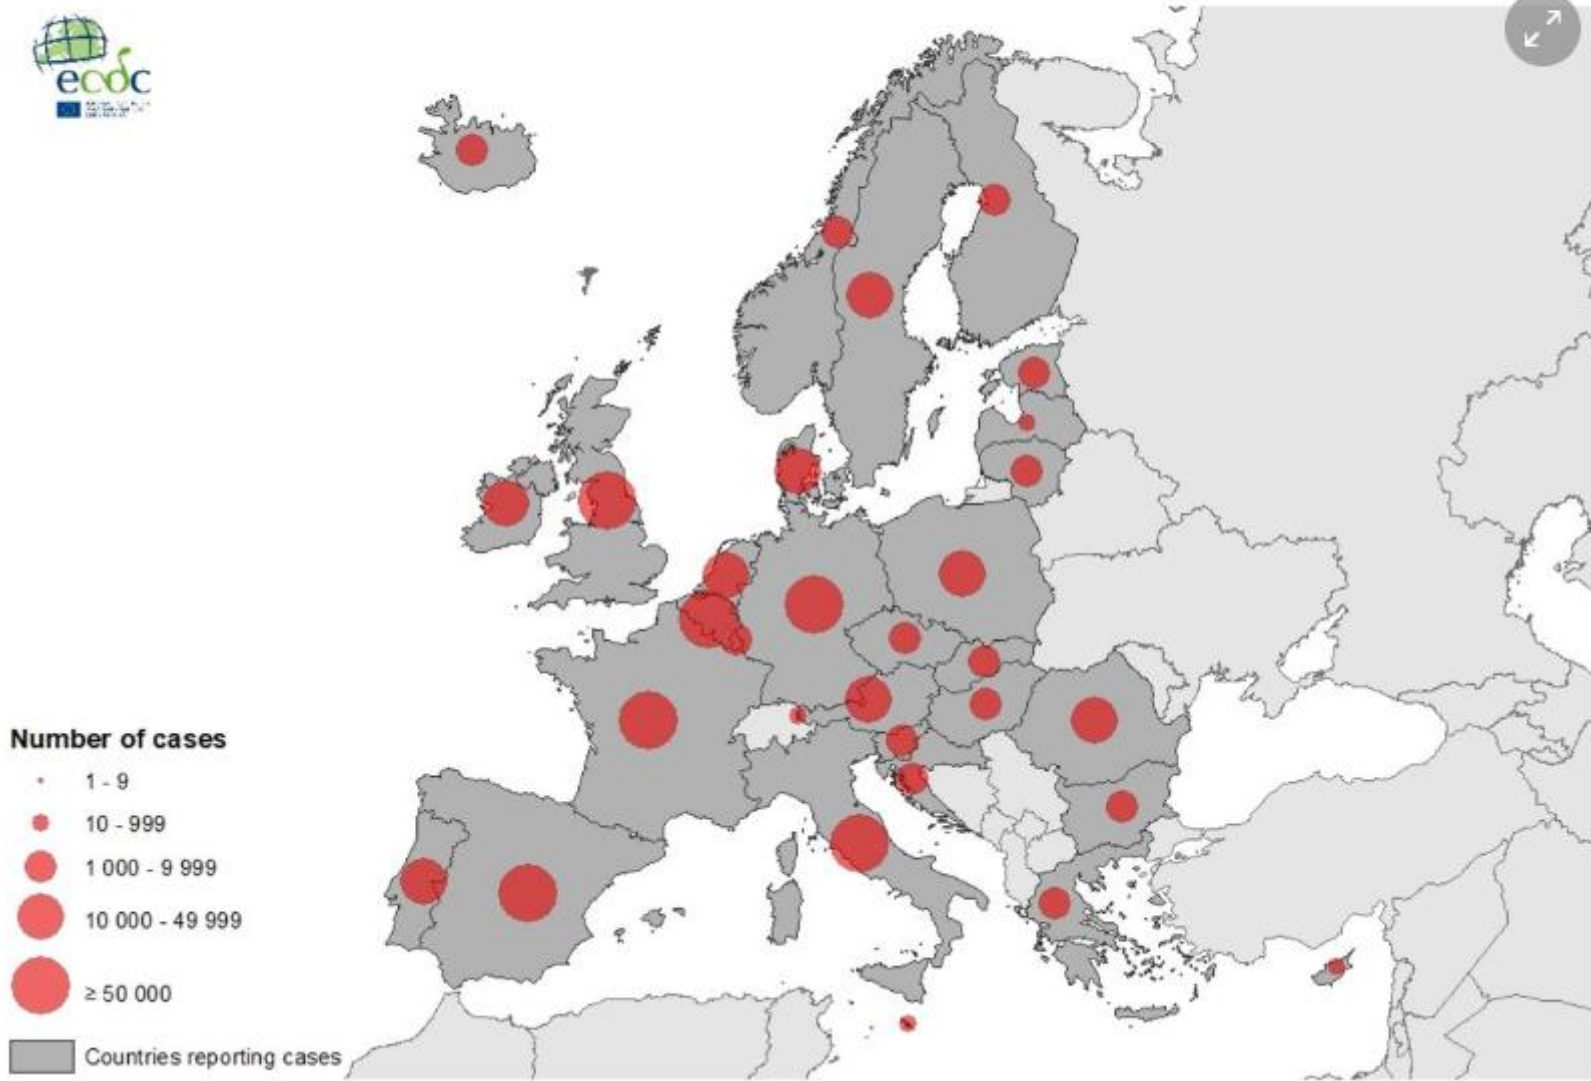 ecdc
Number of cases
1 - 9
10 - 999
1 000 - 9 999
10 000 - 49 999
≥ 50 000
Countries reporting cases